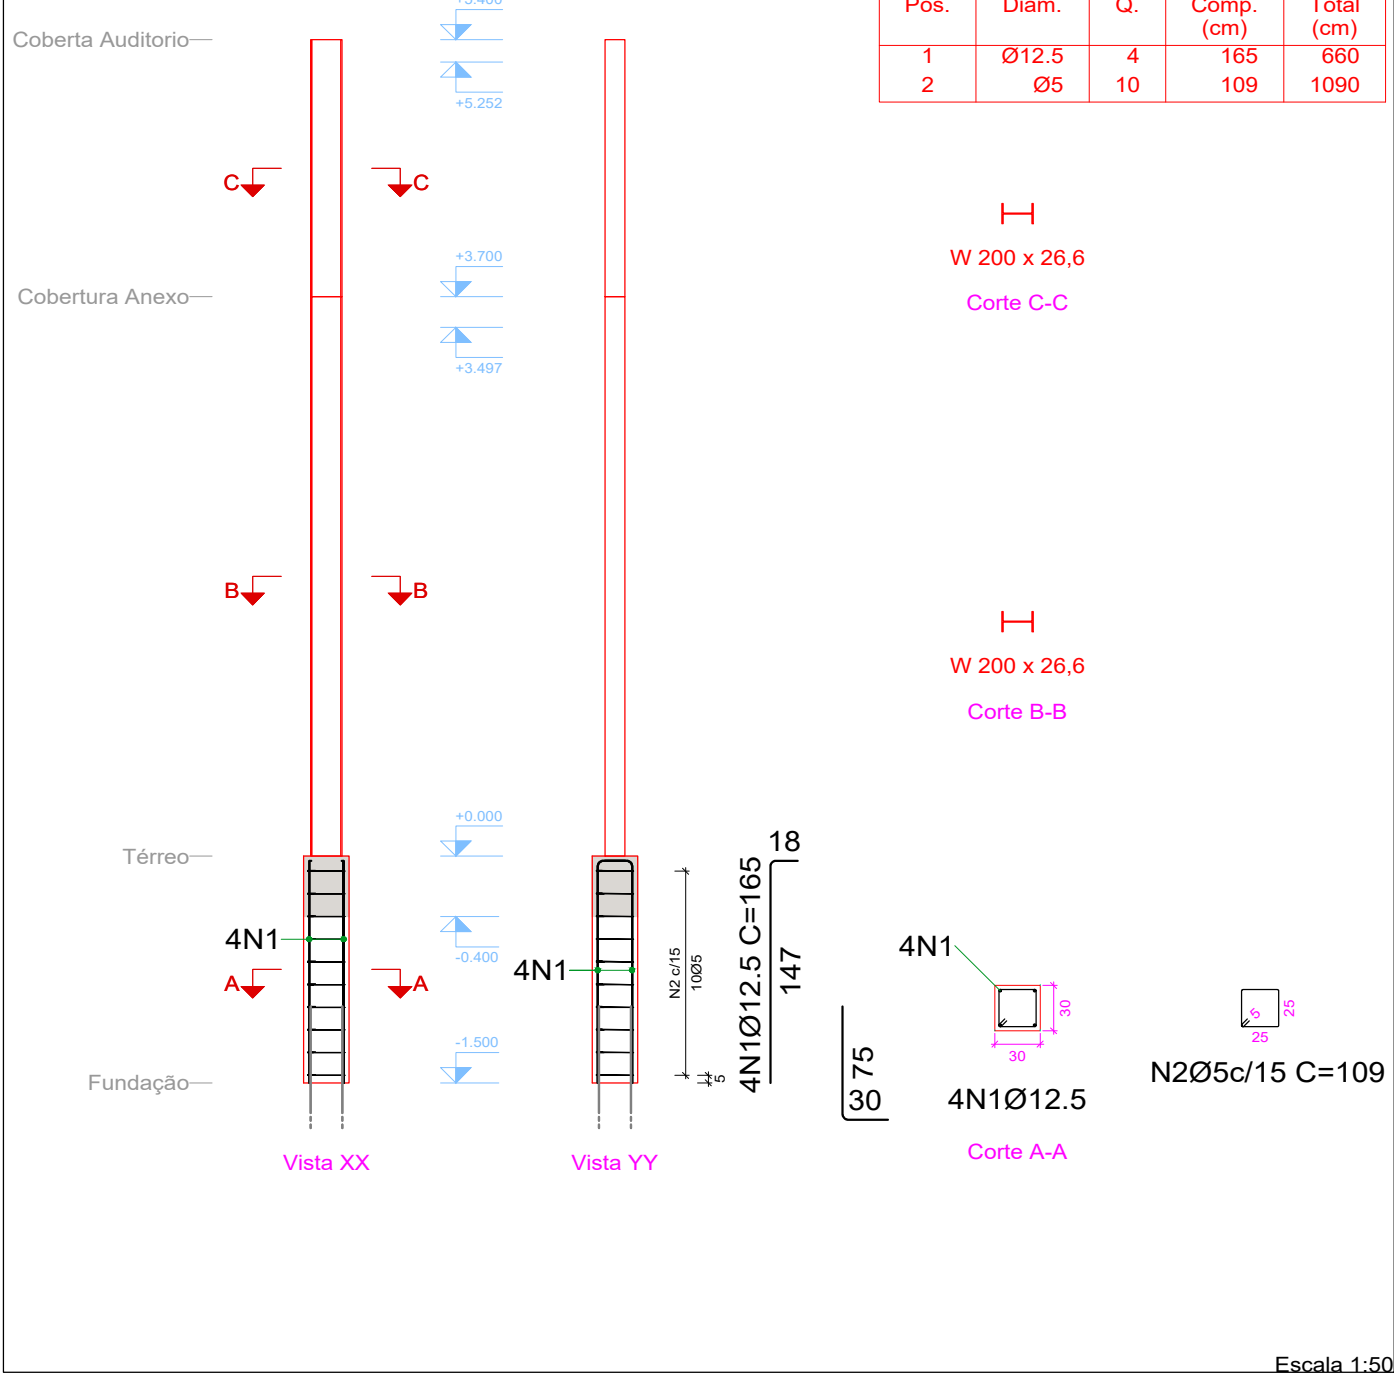 Pos. Diam. Q. Comp. (cm) Total (cm)
1 Ø12.5 4 165 660
2 Ø5 10 109 1090
Coberta Auditorio
+5.252
C C
W 200 x 26,6
Corte C-C
+3.700
Cobertura Anexo
+3.497
B B
W 200 x 26,6
Corte B-B
+0.000
Térreo
4N1
-0.400
A A
-1.500
Fundação
Vista XX
4N1
N2 c/15
10Ø5
5
Vista YY
18
4N1Ø12.5 C=165
147
75
30
4N1
30
30
4N1Ø12.5
Corte A-A
5
25
25
N2Ø5c/15 C=109
Escala 1:50